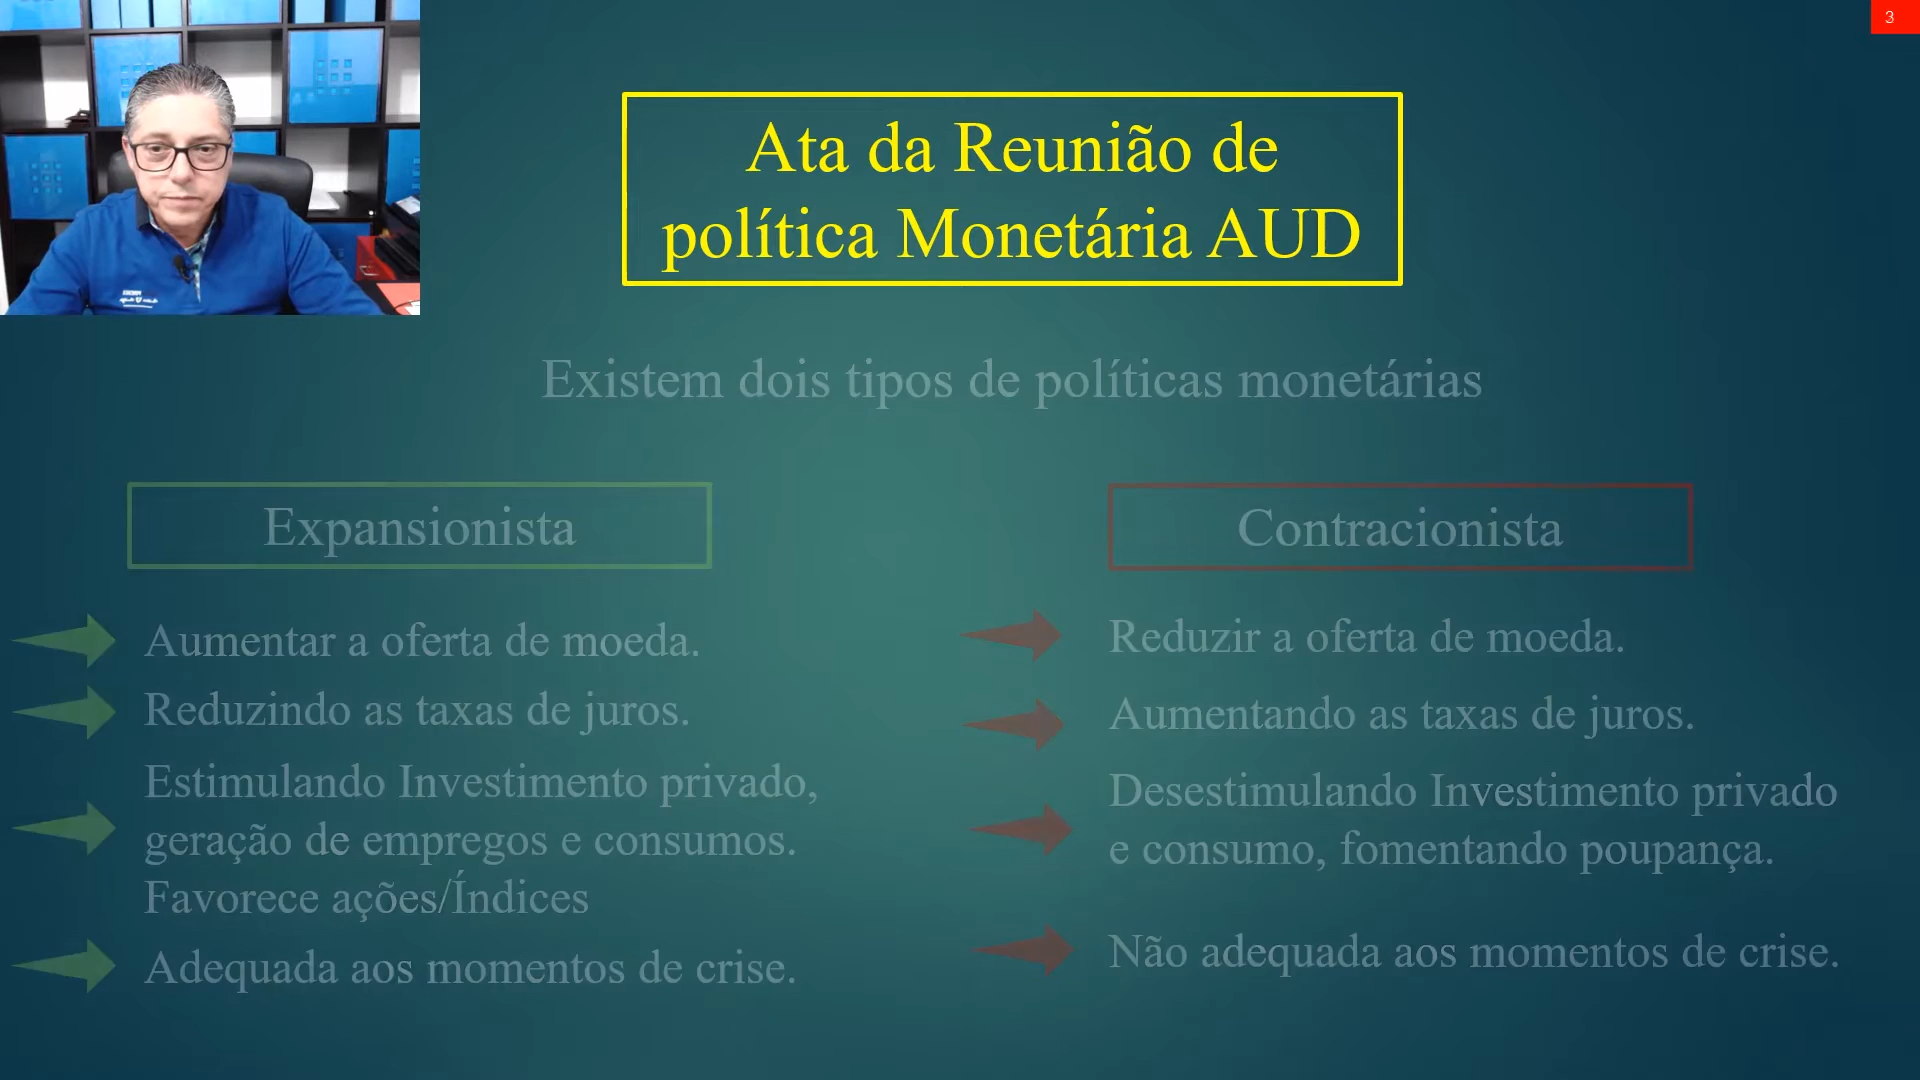 3
Ata da Reunião de
política Monetária AUD
Existem dois tipos de políticas monetárias
Expansionista
Aumentar a oferta de moeda.
Reduzindo as taxas de juros.
Estimulando Investimento privado,
geração de empregos e consumos.
Favorece ações/Índices
Adequada aos momentos de crise.
Contracionista
Reduzir a oferta de moeda.
Aumentando as taxas de juros.
Desestimulando Investimento privado
e consumo, fomentando poupança.
Não adequada aos momentos de crise.